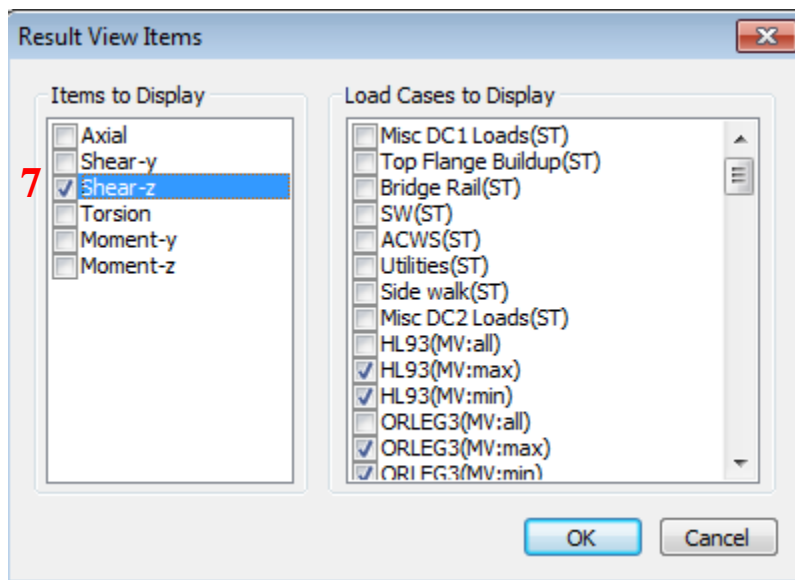 Result View Items
Items to Display
Axial
Shear-y
7
Shear-z
Torsion
Moment-y
Moment-z
Load Cases to Display
Misc DC1 Loads(ST)
Top Flange Buildup(ST)
Bridge Rail(ST)
SW(ST)
ACWS(ST)
Utilities(ST)
Side walk(ST)
Misc DC2 Loads(ST)
HL93(MV:all)
HL93(MV:max)
HL93(MV:min)
ORLEG3(MV:all)
ORLEG3(MV:max)
ORLEG3(MV:min)
OK
Cancel